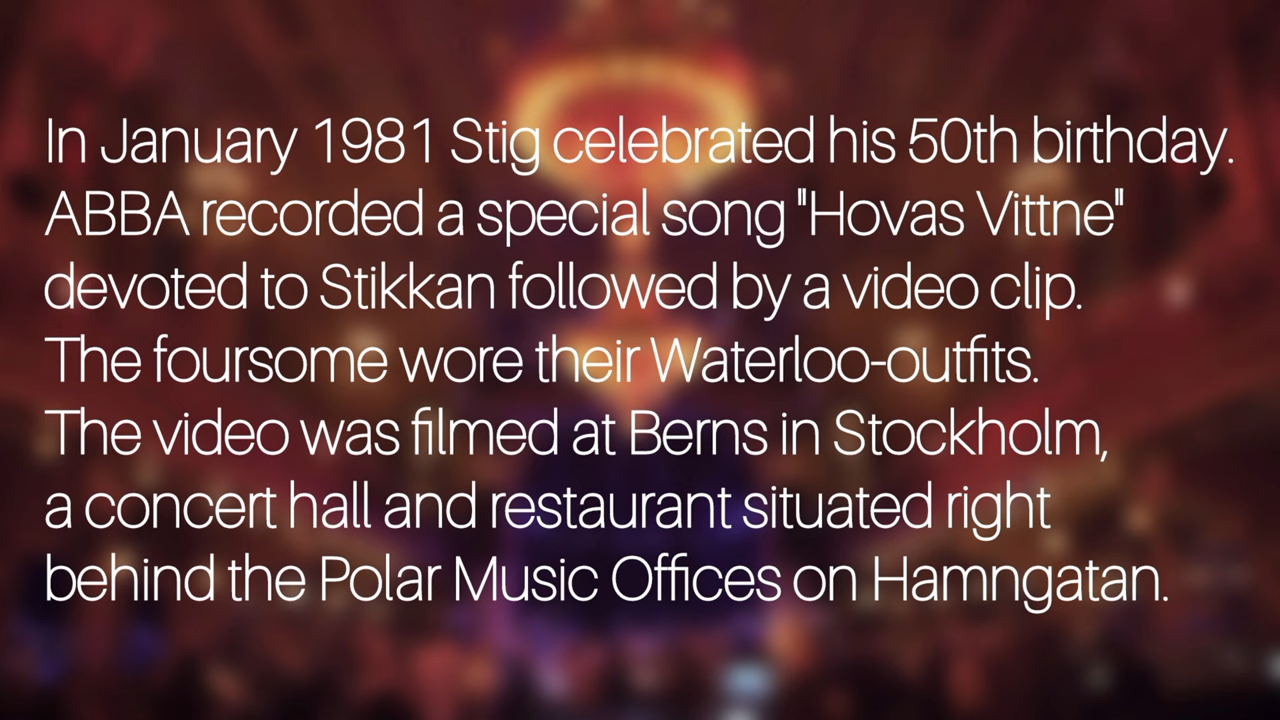 In January 1981 Stig celebrated his 50th birthday.
ABBA recorded a special song "Hovas Vittne"
devoted to Stikkan followed by a video clip.
The foursome wore their Waterloo-outfits.
The video was filmed at Berns in Stockholm,
a concert hall and restaurant situated right
behind the Polar Music Offices on Hamngatan.